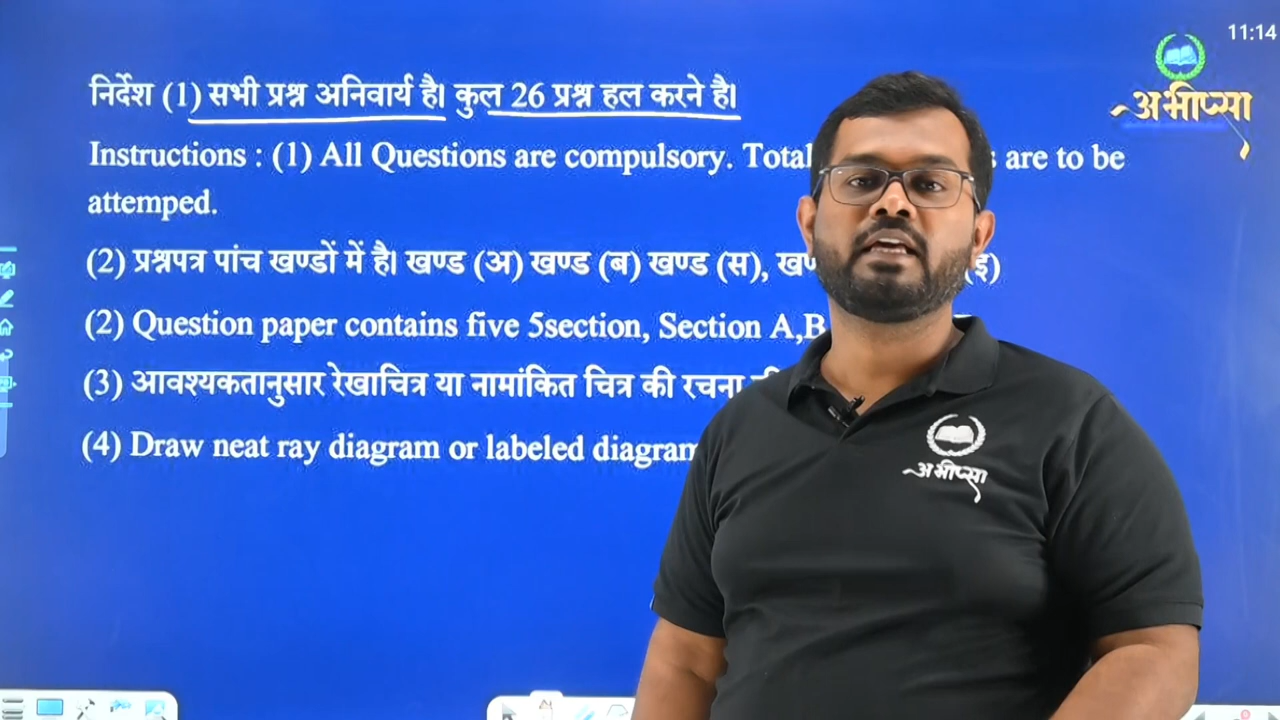 11:14
अभीप्सा
निर्देश (1) सभी प्रश्न अनिवार्य है। कुल 26 प्रश्न हल करने है।
Instructions : (1) All Questions are compulsory. Total are to be
attemped.
(2) प्रश्नपत्र पांच खण्डों में है। खण्ड (अ) खण्ड (ब) खण्ड (स), (इ)
(2) Question paper contains five 5section, Section A,B
(3) आवश्यकतानुसार रेखाचित्र या नामांकित चित्र की रचना
(4) Draw neat ray diagram or labeled diagram
अभीप्सा